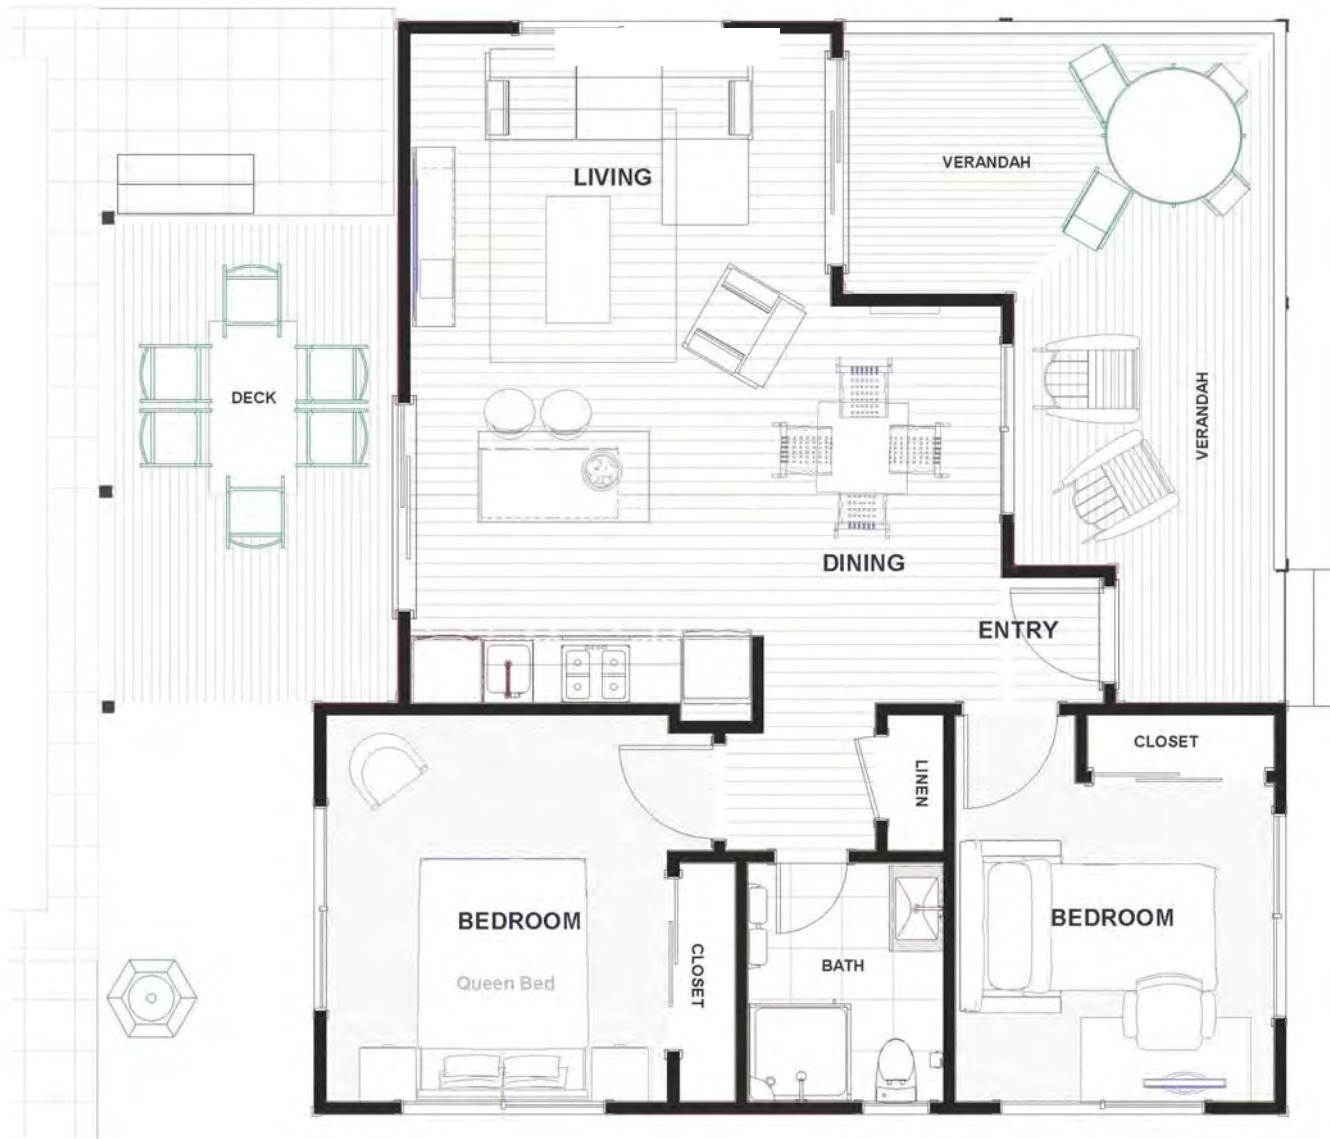 LIVING
VERANDAH
DECK
VERANDAH
DINING
ENTRY
CLOSET
LINEN
BEDROOM
Queen Bed
CLOSET
BATH
BEDROOM